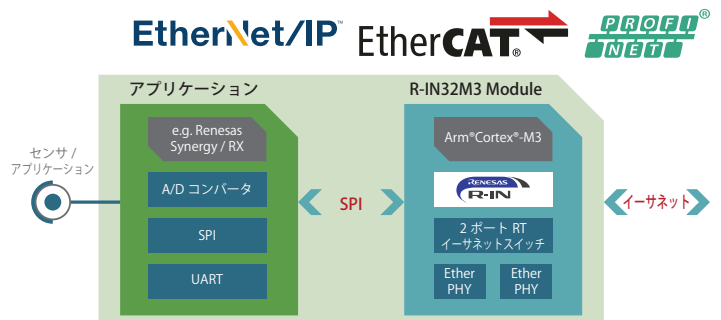 EtherNet/IP™
EtherCAT®
PROFI®
NET
アプリケーション
R-IN32M3 Module
e.g. Renesas
Synergy / RX
Arm®Cortex®-M3
センサ /
アプリケーション
A/D コンバータ
RENESAS
R-IN
SPI
イーサネット
SPI
2 ポート RT
イーサネットスイッチ
UART
Ether
PHY
Ether
PHY